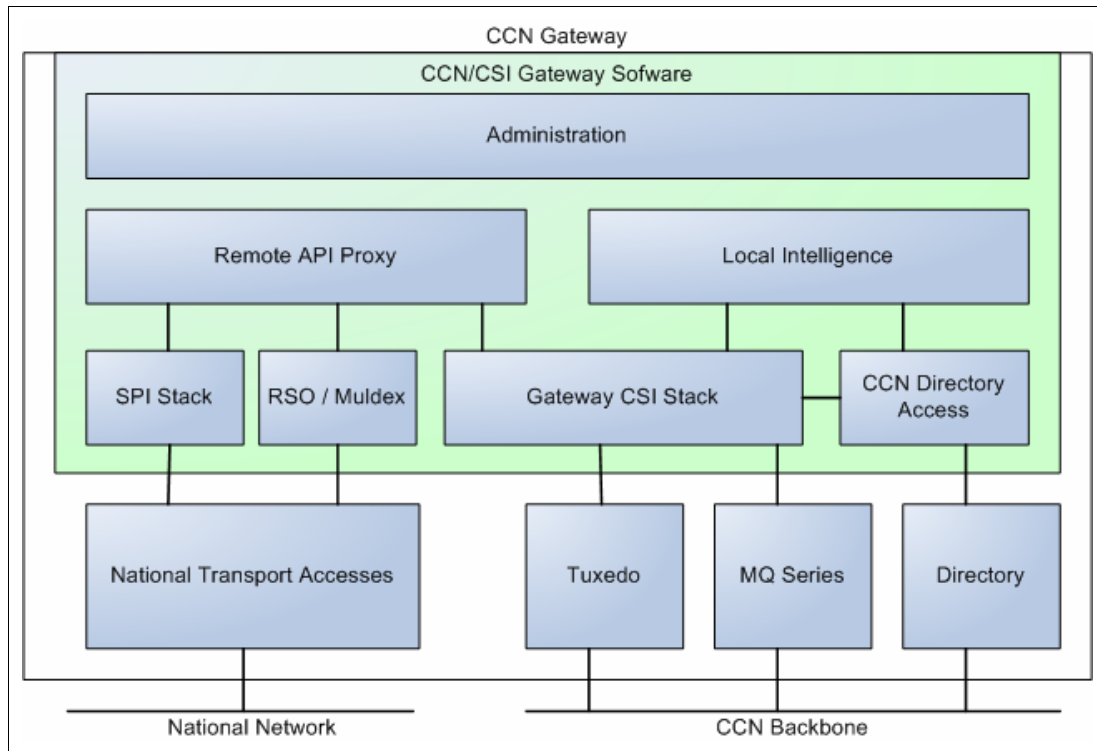 CCN Gateway
CCN/CSI Gateway Sofware
Administration
Remote API Proxy
Local Intelligence
SPI Stack
RSO / Muldex
Gateway CSI Stack
CCN Directory
Access
National Transport Accesses
Tuxedo
MQ Series
Directory
National Network
CCN Backbone